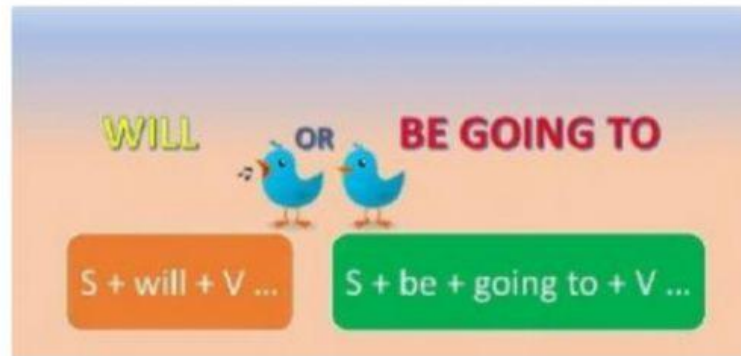 WILL OR BE GOING TO
S + will + V ... S + be + going to + V ...